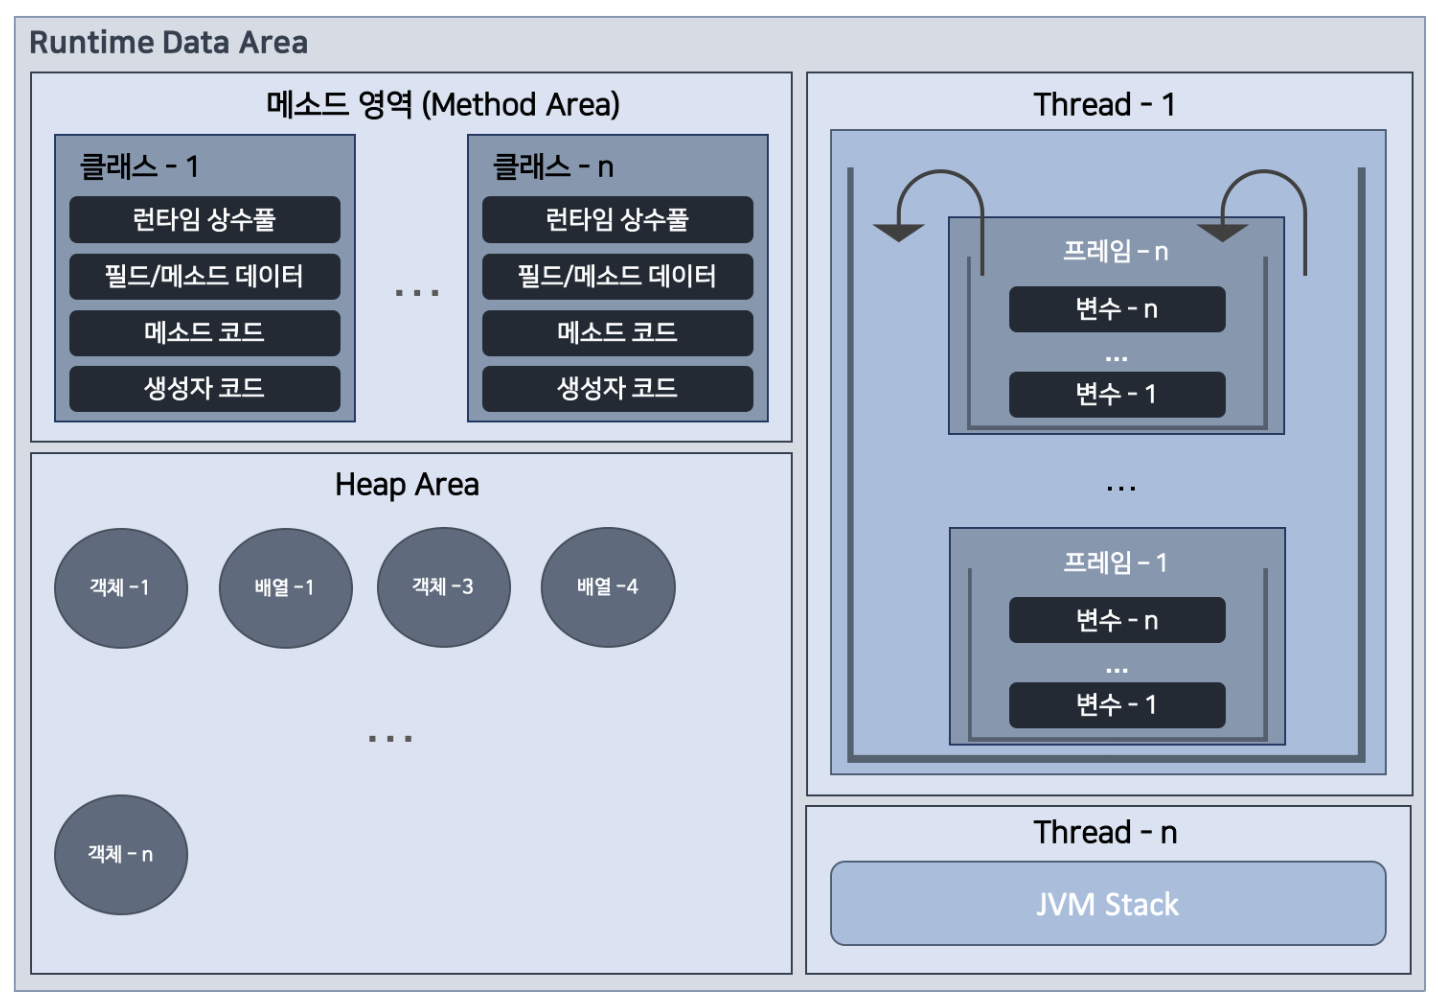 Runtime Data Area
메소드 영역 (Method Area)
클래스 - 1
런타임 상수풀
필드/메소드 데이터
메소드 코드
생성자 코드
...
클래스 - n
런타임 상수풀
필드/메소드 데이터
메소드 코드
생성자 코드
Heap Area
객체 -1
배열 -1
객체 -3
배열 -4
...
객체 - n
Thread - 1
프레임 - n
변수 - n
...
변수 - 1
...
프레임 - 1
변수 - n
...
변수 - 1
Thread - n
JVM Stack